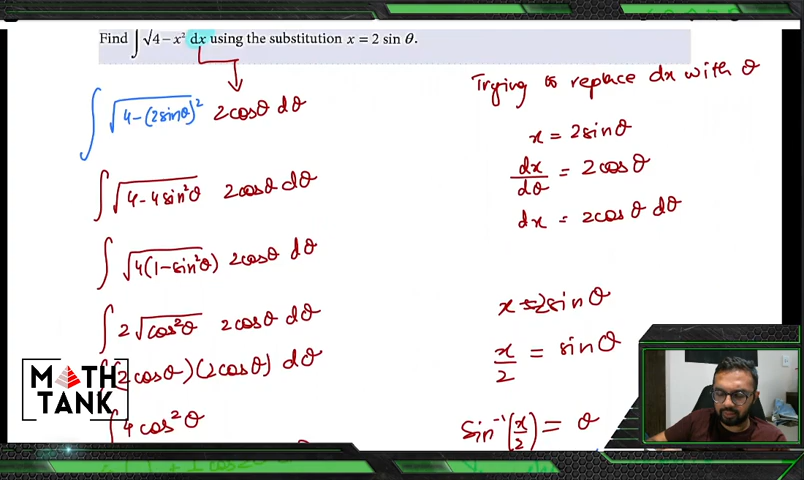 Find ∫ √4 − x² dx using the substitution x = 2 sin θ.
∫ √4-(2sinθ)² 2cosθ dθ
∫ √4-4sin²θ 2cosθ dθ
∫ √4(1-sin²θ) 2cosθ dθ
∫ 2√cos²θ 2cosθ dθ
(2cosθ)(2cosθ) dθ
∫ 4cos²θ
Trying to replace dx with θ
x = 2sinθ
dx/dθ = 2cosθ
dx = 2cosθ dθ
x = 2sinθ
x/2 = sinθ
sin⁻¹(x/2) = θ
MATH
TANK